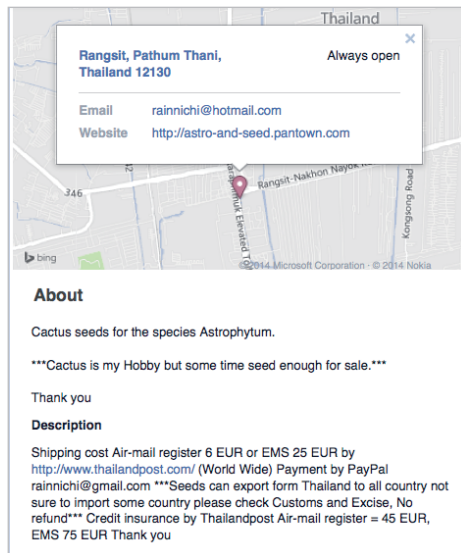 Thailand
Rangsit, Pathum Thani,
Thailand 12130
Always open
Email rainnichi@hotmail.com
Website http://astro-and-seed.pantown.com
346
Rangsit-Nakhon Nayok
Kongsong Road
Elevated
bing
©2014 Microsoft Corporation · © 2014 Nokia
About
Cactus seeds for the species Astrophytum.
***Cactus is my Hobby but some time seed enough for sale.***
Thank you
Description
Shipping cost Air-mail register 6 EUR or EMS 25 EUR by
http://www.thailandpost.com/ (World Wide) Payment by PayPal
rainnichi@gmail.com ***Seeds can export form Thailand to all country not
sure to import some country please check Customs and Excise, No
refund*** Credit insurance by Thailandpost Air-mail register = 45 EUR,
EMS 75 EUR Thank you